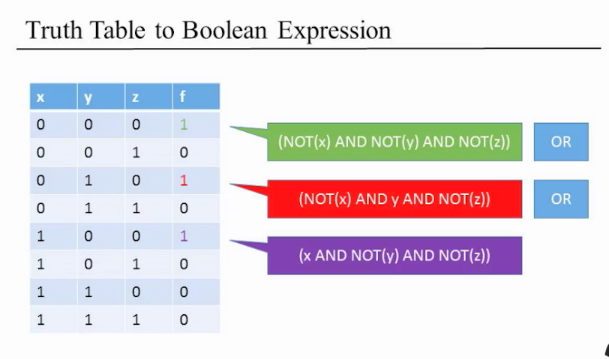 Truth Table to Boolean Expression
x y z f
0 0 0 1
(NOT(x) AND NOT(y) AND NOT(z)) OR
0 0 1 0
0 1 0 1
(NOT(x) AND y AND NOT(z)) OR
0 1 1 0
1 0 0 1
(x AND NOT(y) AND NOT(z))
1 0 1 0
1 1 0 0
1 1 1 0